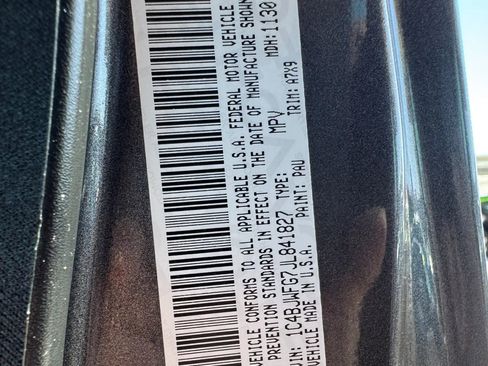 MDH: 1130
VEHICLE CONFORMS TO ALL APPLICABLE U.S.A. FEDERAL MOTOR VEHICLE
PREVENTION STANDARDS IN EFFECT ON THE DATE OF MANUFACTURE SHOWN
VIN: 1C4BJWFG7JL841827 TYPE: MPV TRIM: A7X9
PAINT: PAU
VEHICLE MADE IN U.S.A.